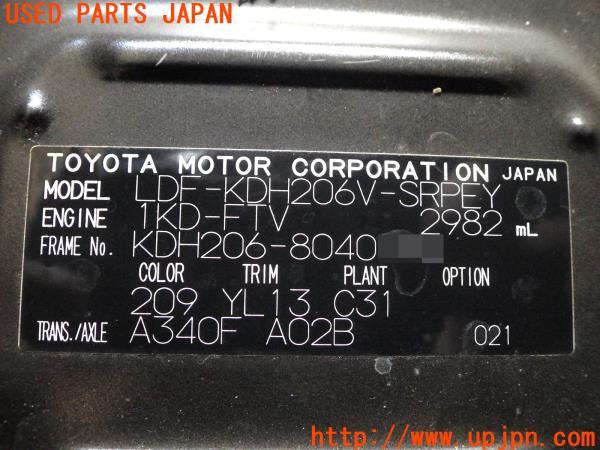 USED PARTS JAPAN
TOYOTA MOTOR CORPORATION JAPAN
MODEL LDF-KDH206V-SRPEY
ENGINE 1KD-FTV 2982 mL
FRAME No. KDH206-8040
COLOR TRIM PLANT OPTION
209 YL13 C31
TRANS./AXLE A340F A02B 021
http://www.upjpn.com/